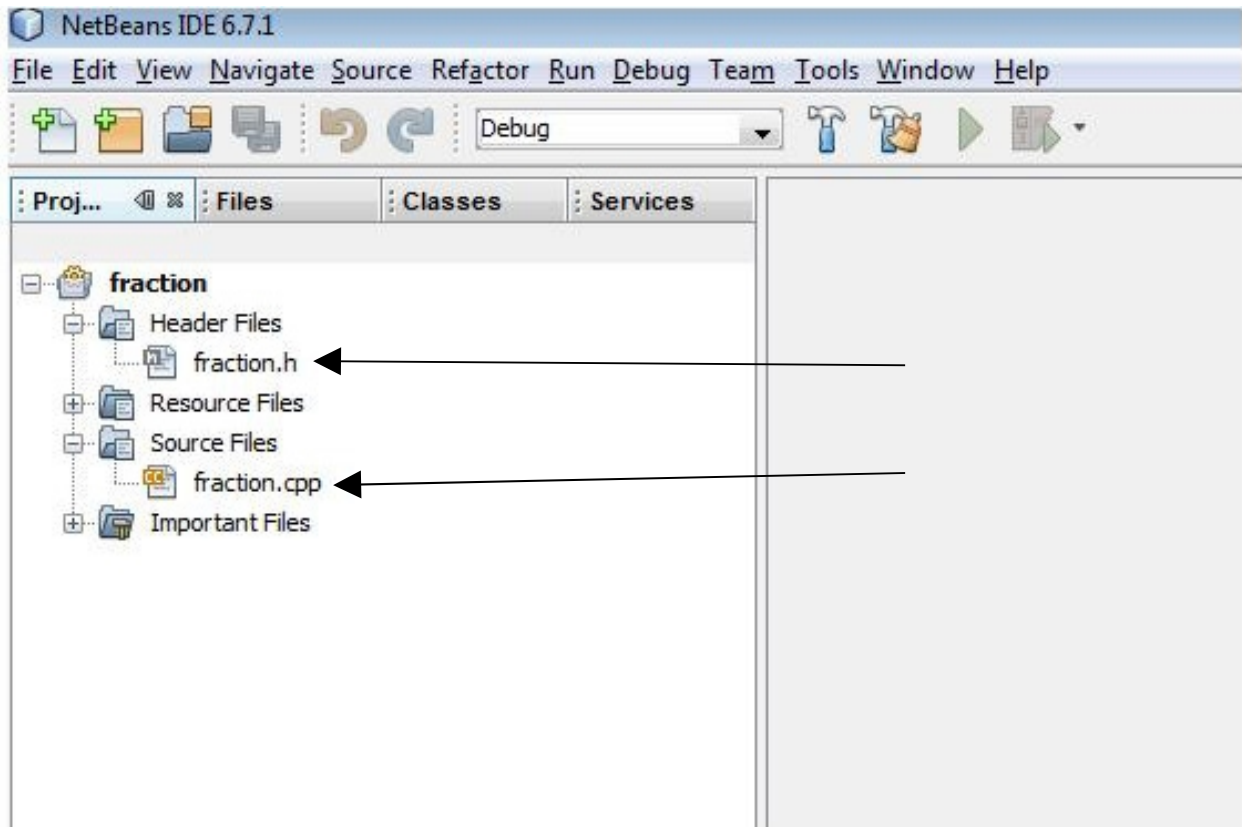 NetBeans IDE 6.7.1
File Edit View Navigate Source Refactor Run Debug Team Tools Window Help
Debug
Proj... Files Classes Services
fraction
Header Files
fraction.h
Resource Files
Source Files
fraction.cpp
Important Files